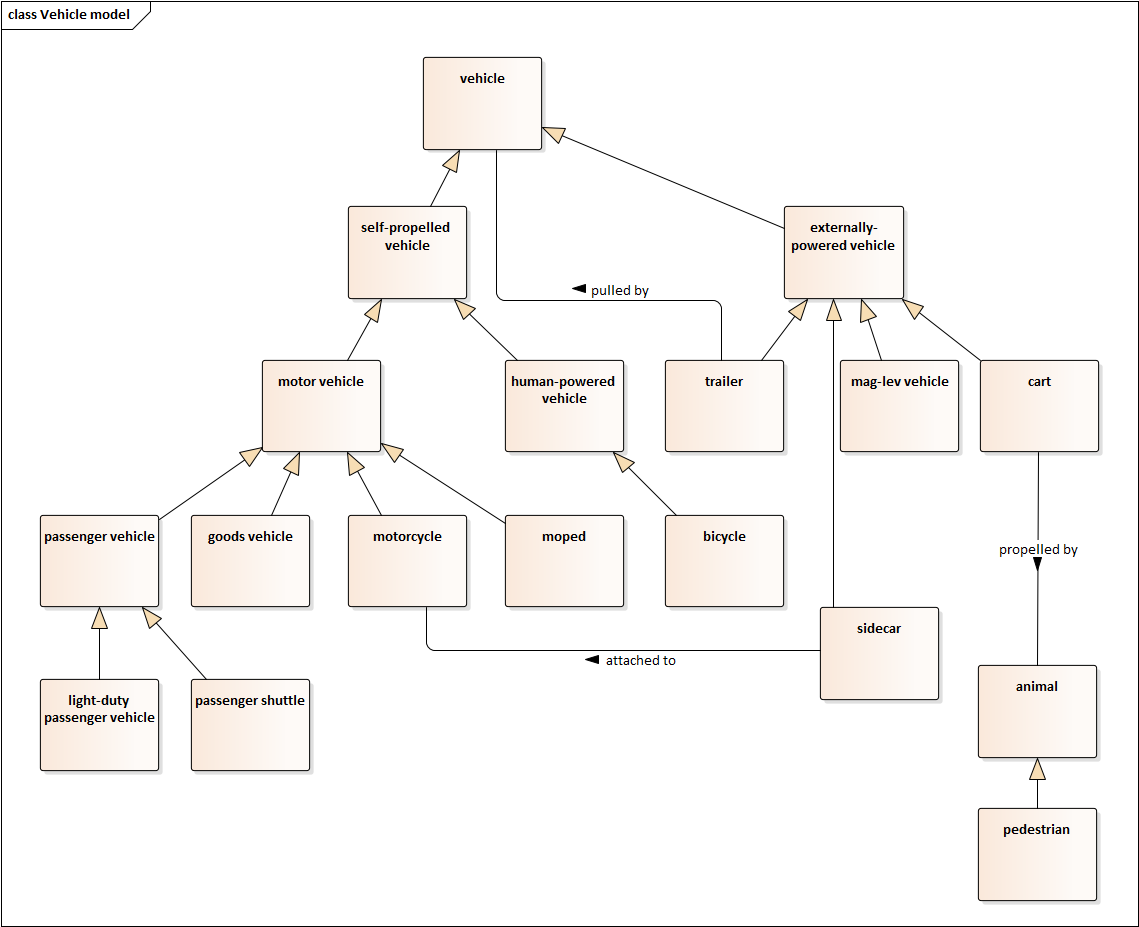 class Vehicle model
vehicle
self-propelled
vehicle
externally-
powered vehicle
pulled by
motor vehicle
human-powered
vehicle
trailer
mag-lev vehicle
cart
passenger vehicle
goods vehicle
motorcycle
moped
bicycle
propelled by
sidecar
attached to
light-duty
passenger vehicle
passenger shuttle
animal
pedestrian